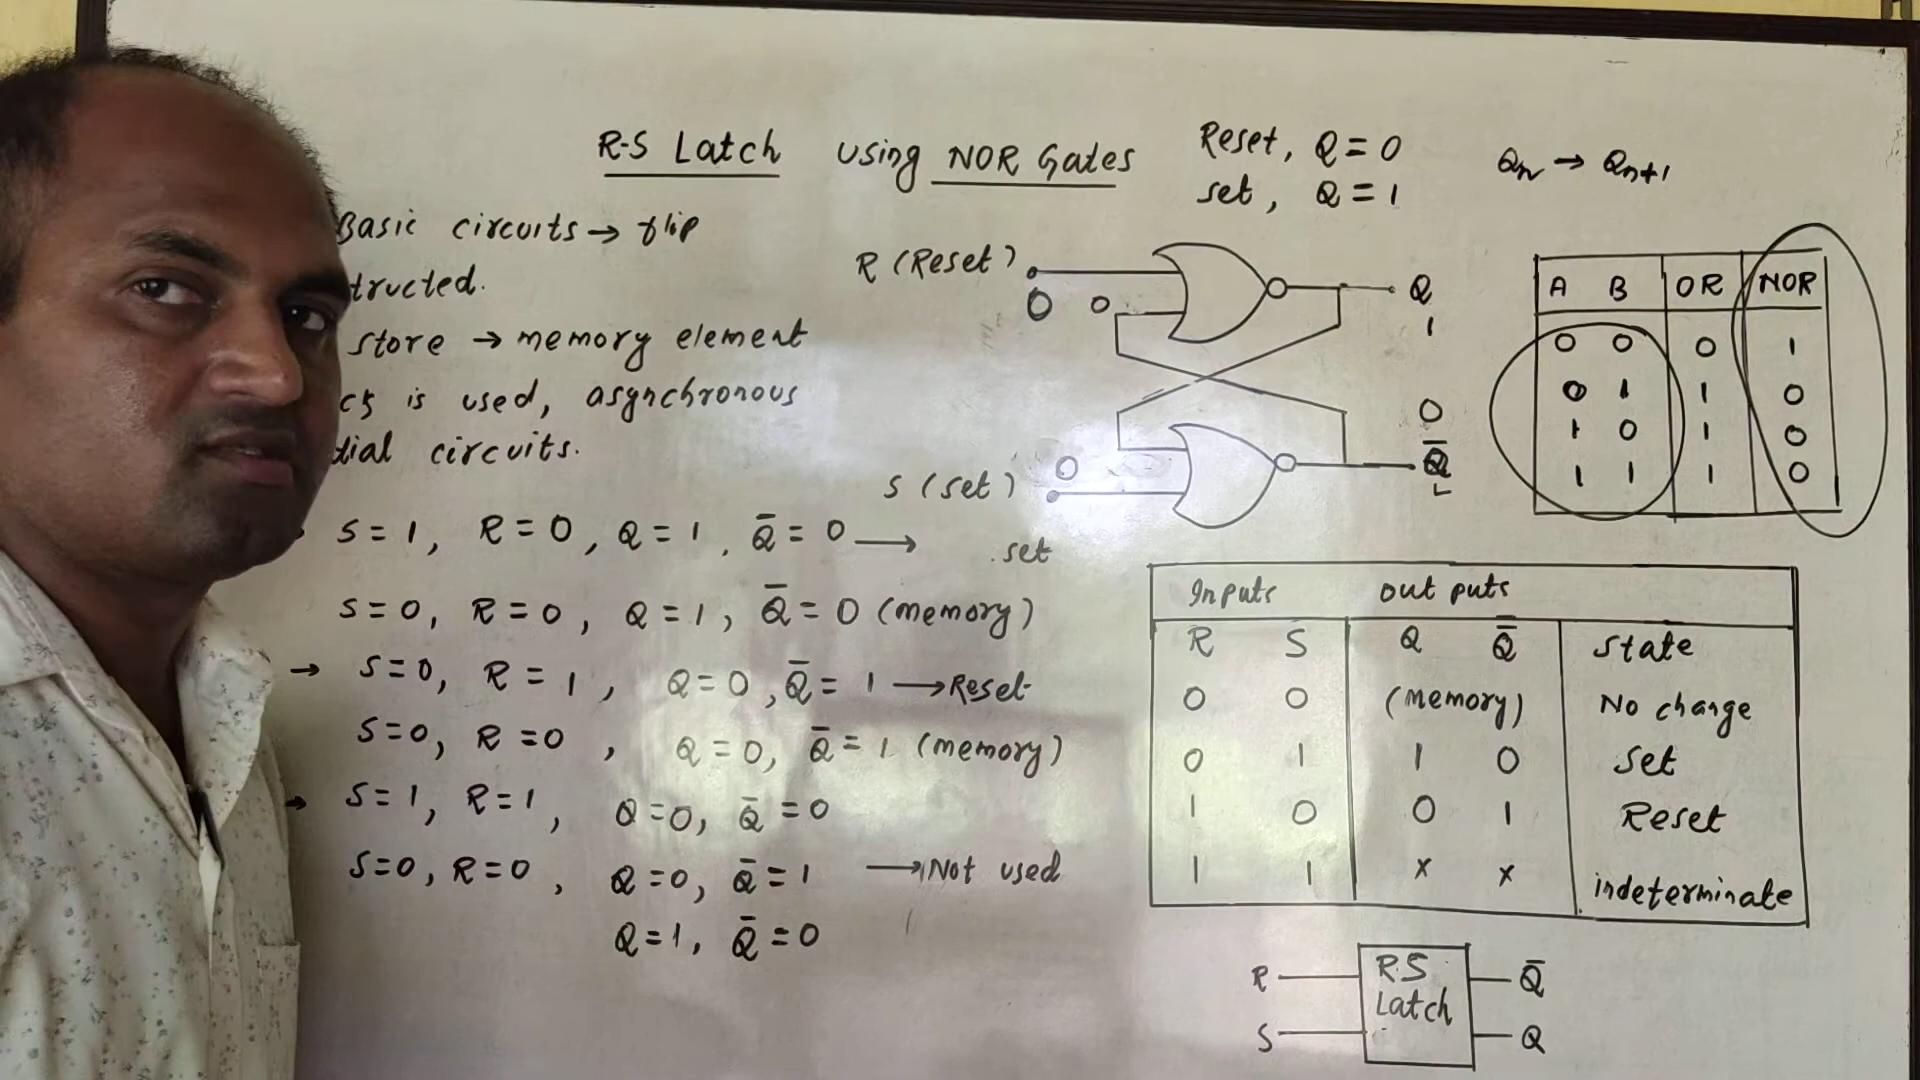 R-S Latch using NOR Gates
Reset, Q = 0
set, Q = 1
Qn → Qn+1
Basic circuits → flip
tructed.
store → memory element
is used, asynchronous
tial circuits.
S = 1, R = 0, Q = 1, Q̅ = 0 → set
S = 0, R = 0, Q = 1, Q̅ = 0 (memory)
→ S = 0, R = 1, Q = 0, Q̅ = 1 → Reset
S = 0, R = 0, Q = 0, Q̅ = 1 (memory)
→ S = 1, R = 1, Q = 0, Q̅ = 0
S = 0, R = 0, Q = 0, Q̅ = 1 → Not used
Q = 1, Q̅ = 0
R (Reset)
0 0
Q
1
0
Q̅
S (set)
0
A B OR NOR
0 0 0 1
0 1 1 0
1 0 1 0
1 1 1 0
Inputs out puts
R S Q Q̅ State
0 0 (memory) No change
0 1 1 0 Set
1 0 0 1 Reset
1 1 x x indeterminate
R RS Q̅
Latch
S Q